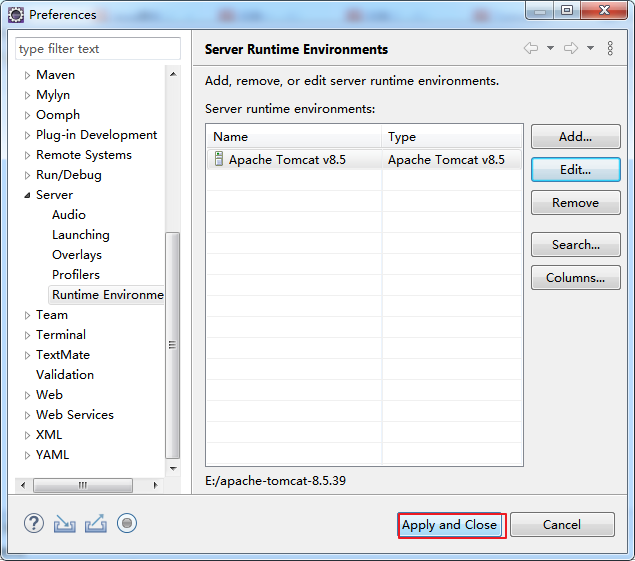 Preferences
type filter text
Maven
Mylyn
Oomph
Plug-in Development
Remote Systems
Run/Debug
Server
Audio
Launching
Overlays
Profilers
Runtime Environme
Team
Terminal
TextMate
Validation
Web
Web Services
XML
YAML
Server Runtime Environments
Add, remove, or edit server runtime environments.
Server runtime environments:
Name Type
Apache Tomcat v8.5 Apache Tomcat v8.5
Add...
Edit...
Remove
Search...
Columns...
E:/apache-tomcat-8.5.39
Apply and Close
Cancel